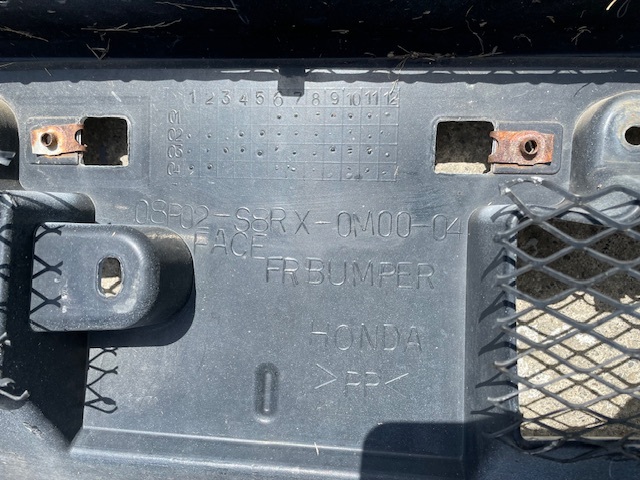 1 2 3 4 5 6 7 8 9 10 11 12
08P02-S8RX-0M00-04
FACE
FR BUMPER
HONDA
>PP<